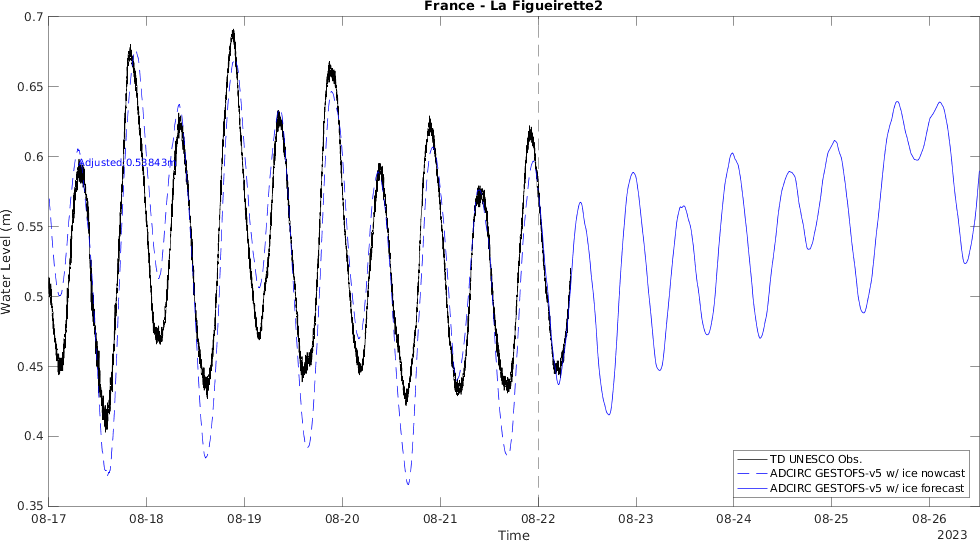 France - La Figueirette2
Water Level (m)
0.7
0.65
0.6
0.55
0.5
0.45
0.4
0.35
Adjusted 0.53843m
TD UNESCO Obs.
ADCIRC GESTOFS-v5 w/ ice nowcast
ADCIRC GESTOFS-v5 w/ ice forecast
08-17 08-18 08-19 08-20 08-21 08-22 08-23 08-24 08-25 08-26
Time
2023